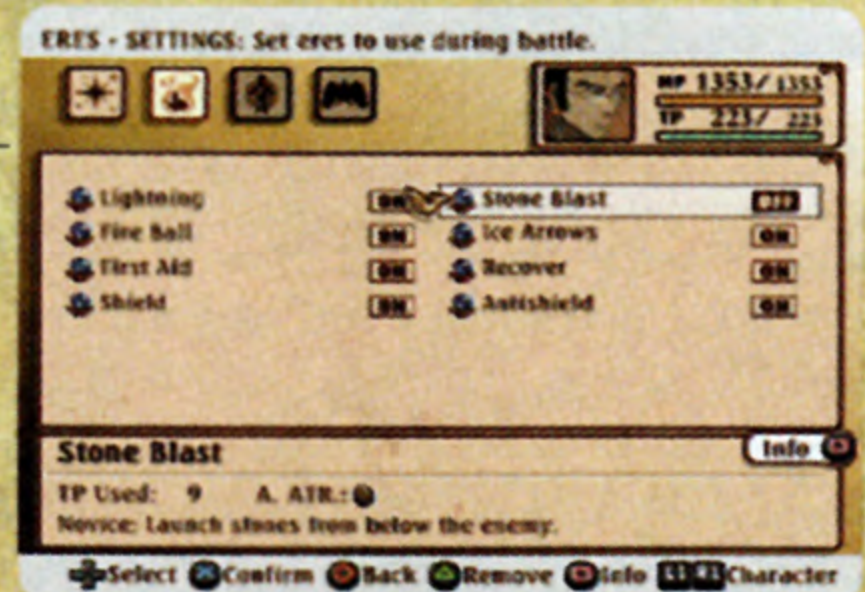 ERES - SETTINGS: Set eres to use during battle.
HP 1353/ 1353
TP 223/ 223
Lightning ON Stone Blast OFF
Fire Ball ON Ice Arrows ON
First Aid ON Recover ON
Shield ON Antishield ON
Stone Blast Info
TP Used: 9 A. ATR.:
Novice: Launch stones from below the enemy.
Select Confirm Back Remove Info L1 R1 Character